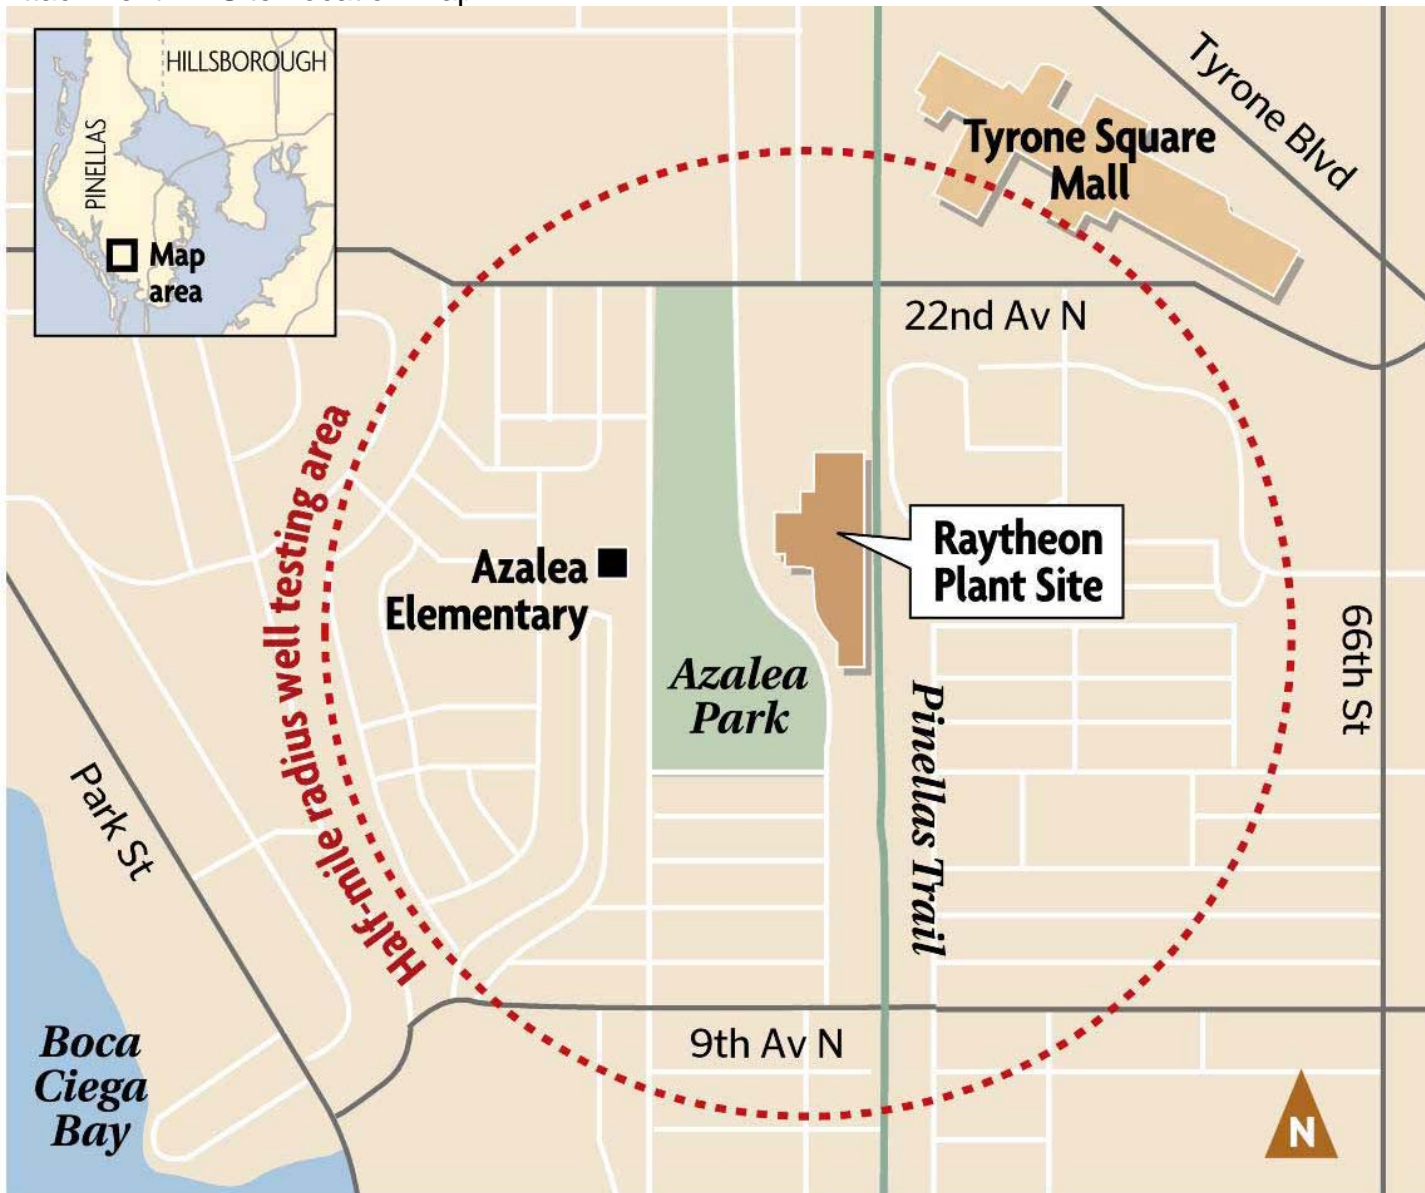 HILLSBOROUGH
PINELLAS
Map
area
Tyrone Blvd
Tyrone Square
Mall
22nd Av N
Half-mile radius well testing area
Azalea
Elementary
Raytheon
Plant Site
Azalea
Park
Pinellas Trail
66th St
Park St
9th Av N
Boca
Ciega
Bay
N